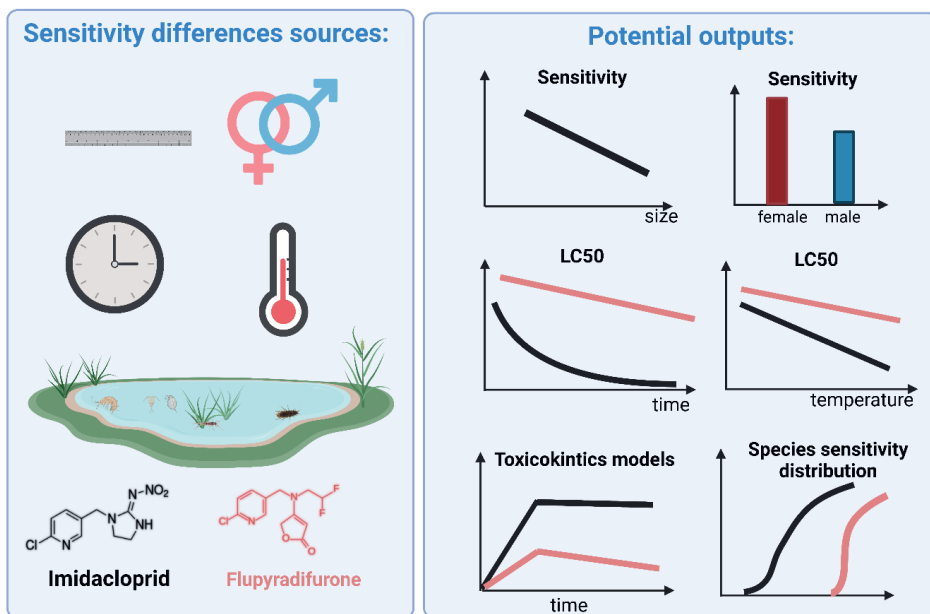 Sensitivity differences sources:
N
NO₂
N
N
NH
Cl
N
Imidacloprid
F
N
F
Cl
N
O
O
Flupyradifurone
Potential outputs:
Sensitivity
size
Sensitivity
female male
LC50
time
LC50
temperature
Toxicokintics models
time
Species sensitivity
distribution